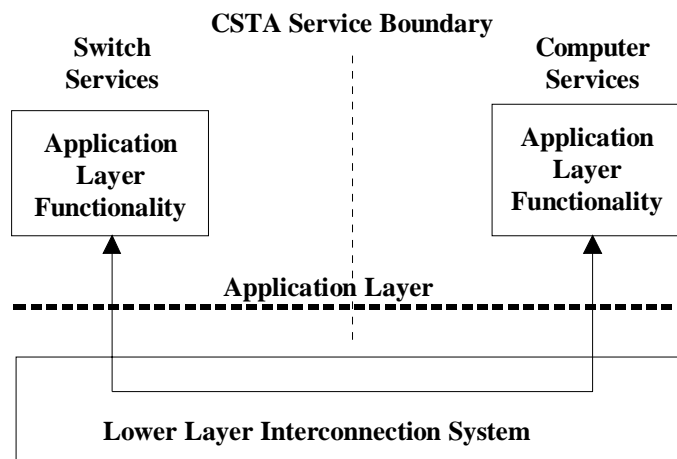 CSTA Service Boundary
Switch
Services
Computer
Services
Application
Layer
Functionality
Application
Layer
Functionality
Application Layer
Lower Layer Interconnection System